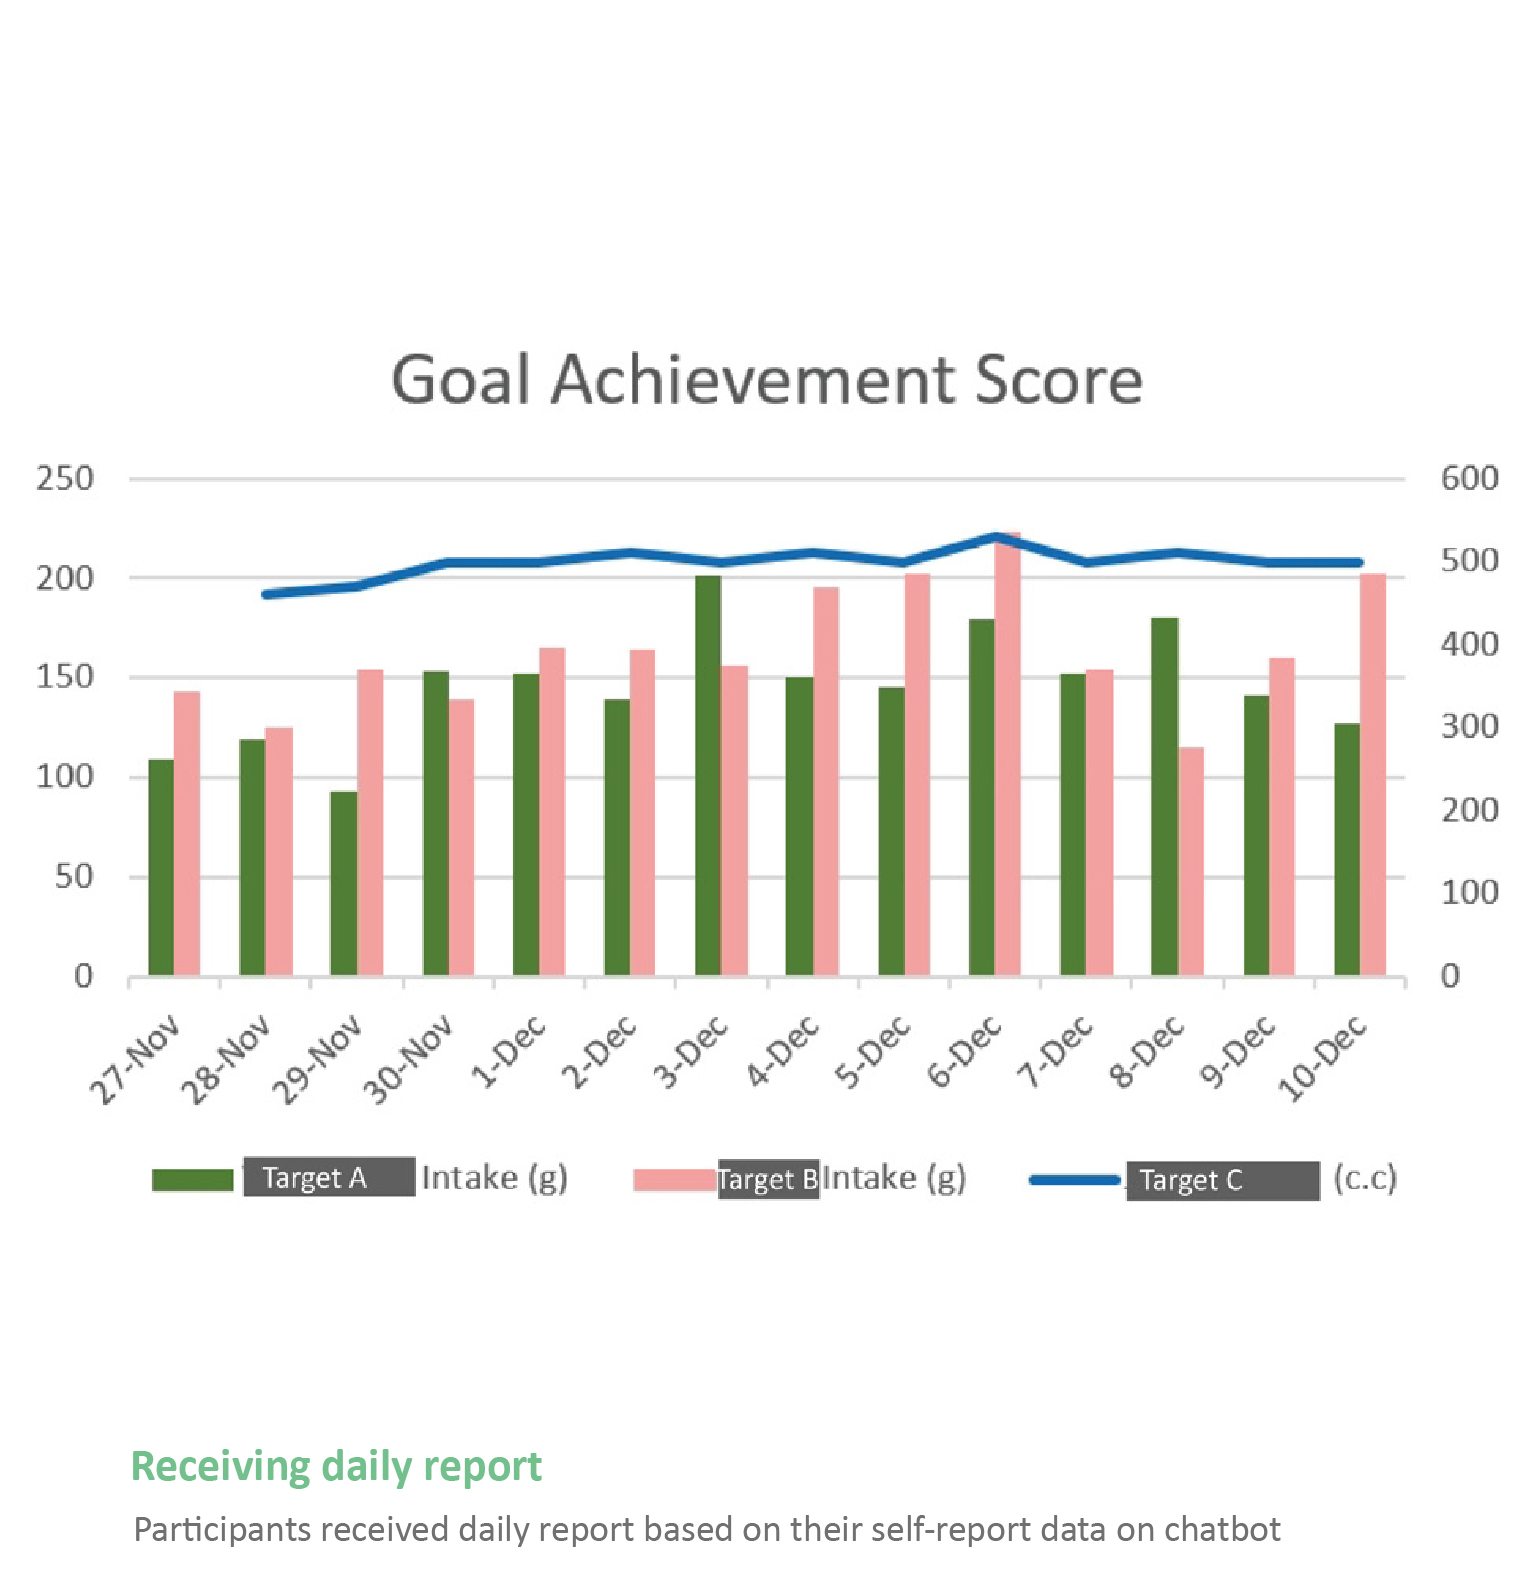 Goal Achievement Score
250
200
150
100
50
0
600
500
400
300
200
100
0
27-Nov
28-Nov
29-Nov
30-Nov
1-Dec
2-Dec
3-Dec
4-Dec
5-Dec
6-Dec
7-Dec
8-Dec
9-Dec
10-Dec
Target A Intake (g)
Target B Intake (g)
Target C (c.c)
Receiving daily report
Participants received daily report based on their self-report data on chatbot